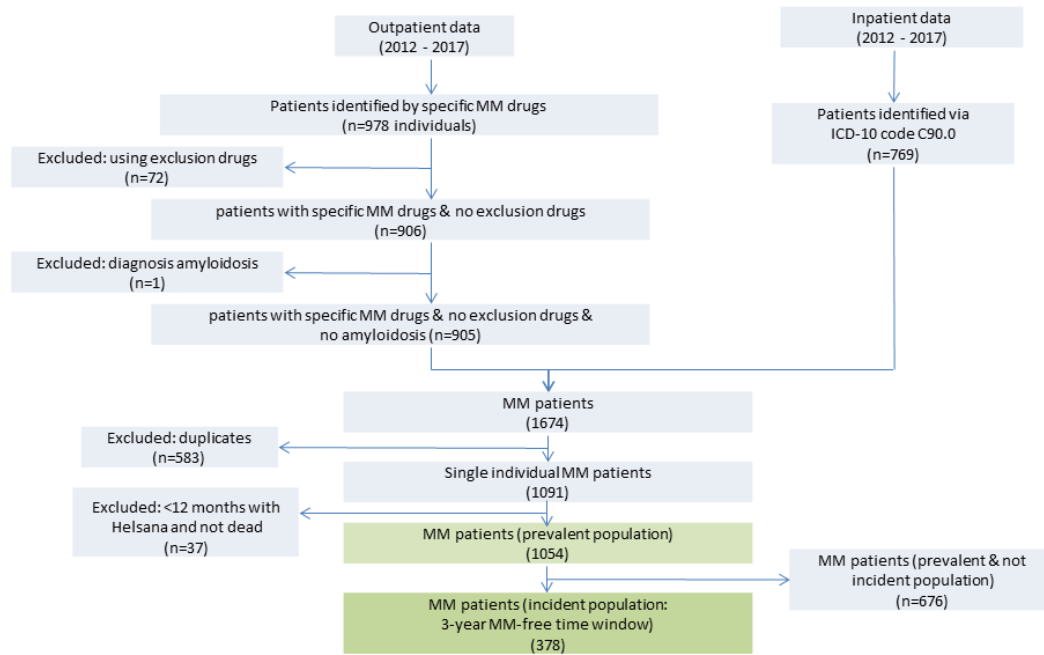 Outpatient data
(2012 - 2017)
Inpatient data
(2012 - 2017)
Patients identified by specific MM drugs
(n=978 individuals)
Patients identified via
ICD-10 code C90.0
(n=769)
Excluded: using exclusion drugs
(n=72)
patients with specific MM drugs & no exclusion drugs
(n=906)
Excluded: diagnosis amyloidosis
(n=1)
patients with specific MM drugs & no exclusion drugs &
no amyloidosis (n=905)
MM patients
(1674)
Excluded: duplicates
(n=583)
Single individual MM patients
(1091)
Excluded: <12 months with
Helsana and not dead
(n=37)
MM patients (prevalent population)
(1054)
MM patients (prevalent & not
incident population)
(n=676)
MM patients (incident population:
3-year MM-free time window)
(378)